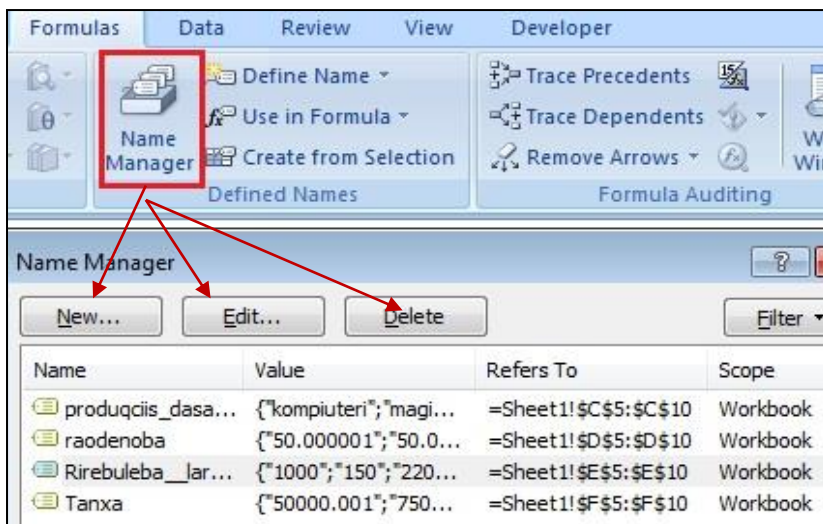 Formulas Data Review View Developer
Define Name Trace Precedents
Use in Formula Trace Dependents
Name Manager Create from Selection Remove Arrows
Defined Names Formula Auditing
Name Manager
New... Edit... Delete Filter
Name Value Refers To Scope
produqciis_dasa... {"kompiuteri";"magi... =Sheet1!$C$5:$C$10 Workbook
raodenoba {"50.000001";"50.0... =Sheet1!$D$5:$D$10 Workbook
Rirebuleba__lar... {"1000";"150";"220... =Sheet1!$E$5:$E$10 Workbook
Tanxa {"50000.001";"750... =Sheet1!$F$5:$F$10 Workbook